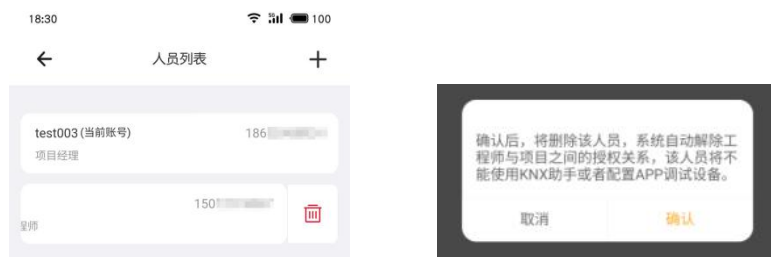 18:30
5G
100
人员列表
test003 (当前账号)
186
项目经理
150
程师
确认后，将删除该人员，系统自动解除工
程师与项目之间的授权关系，该人员将不
能使用KNX助手或者配置APP调试设备。
取消
确认